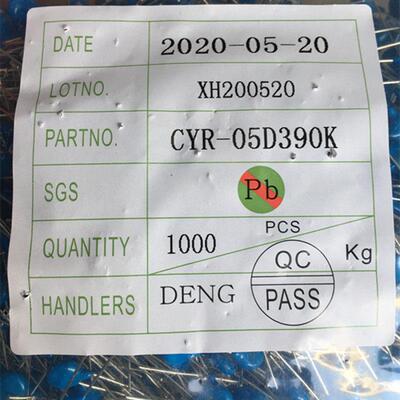 DATE 2020-05-20
LOTNO. XH200520
PARTNO. CYR-05D390K
SGS Pb
QUANTITY 1000 PCS Kg
HANDLERS DENG QC PASS